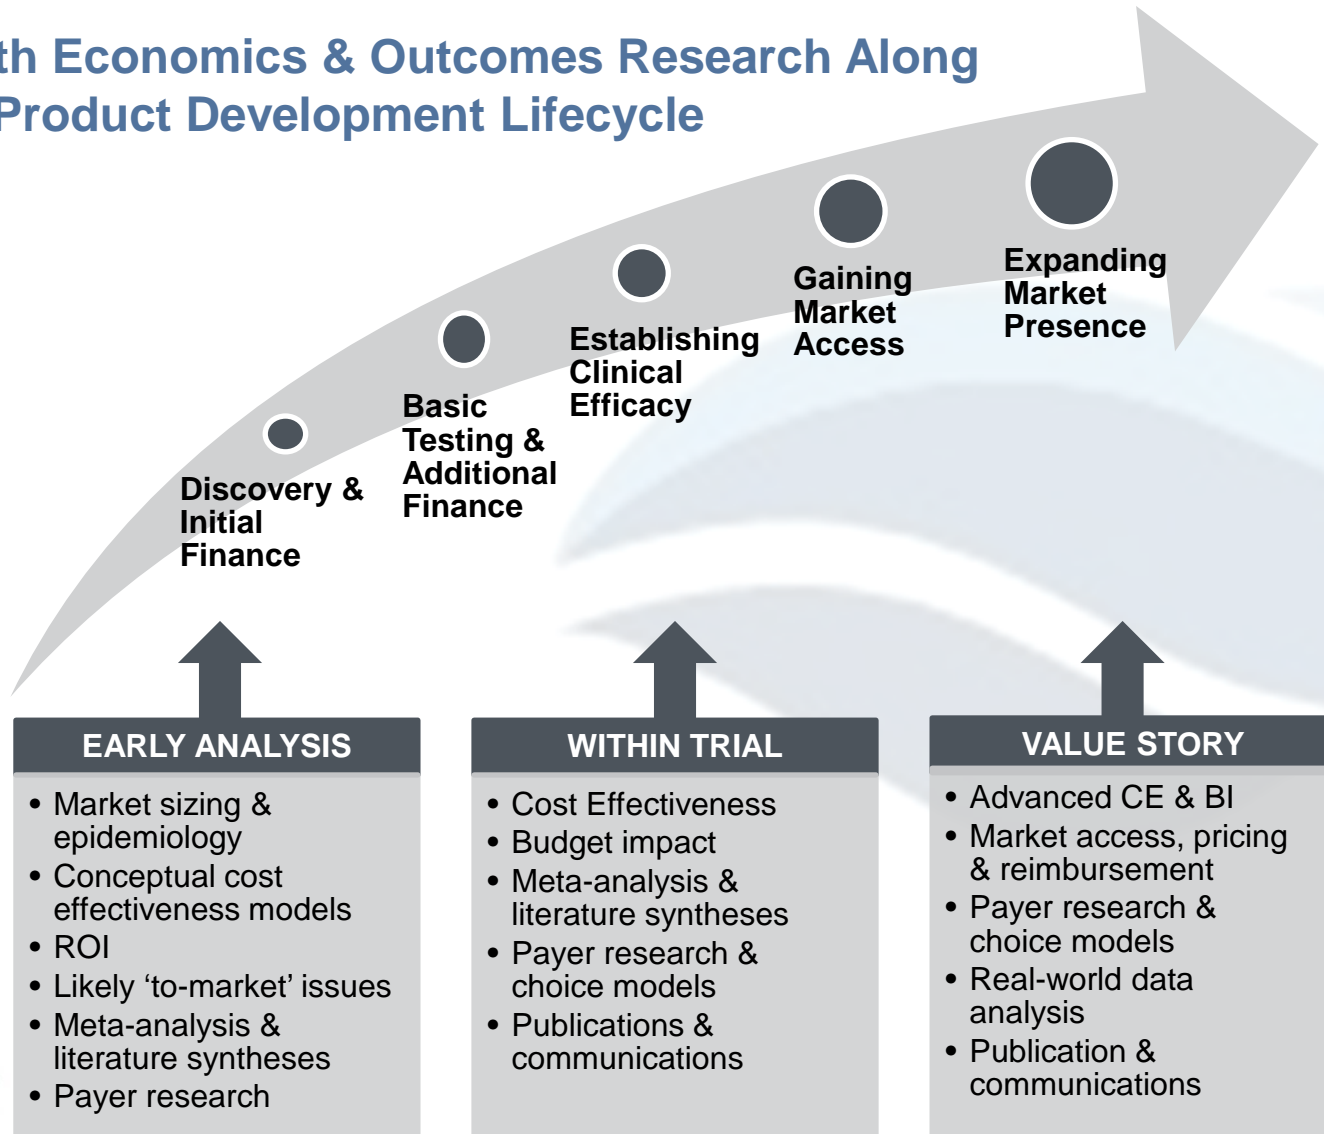 th Economics & Outcomes Research Along
Product Development Lifecycle
Discovery &
Initial
Finance
Basic
Testing &
Additional
Finance
Establishing
Clinical
Efficacy
Gaining
Market
Access
Expanding
Market
Presence
EARLY ANALYSIS
• Market sizing &
epidemiology
• Conceptual cost
effectiveness models
• ROI
• Likely ‘to-market’ issues
• Meta-analysis &
literature syntheses
• Payer research
WITHIN TRIAL
• Cost Effectiveness
• Budget impact
• Meta-analysis &
literature syntheses
• Payer research &
choice models
• Publications &
communications
VALUE STORY
• Advanced CE & BI
• Market access, pricing
& reimbursement
• Payer research &
choice models
• Real-world data
analysis
• Publication &
communications